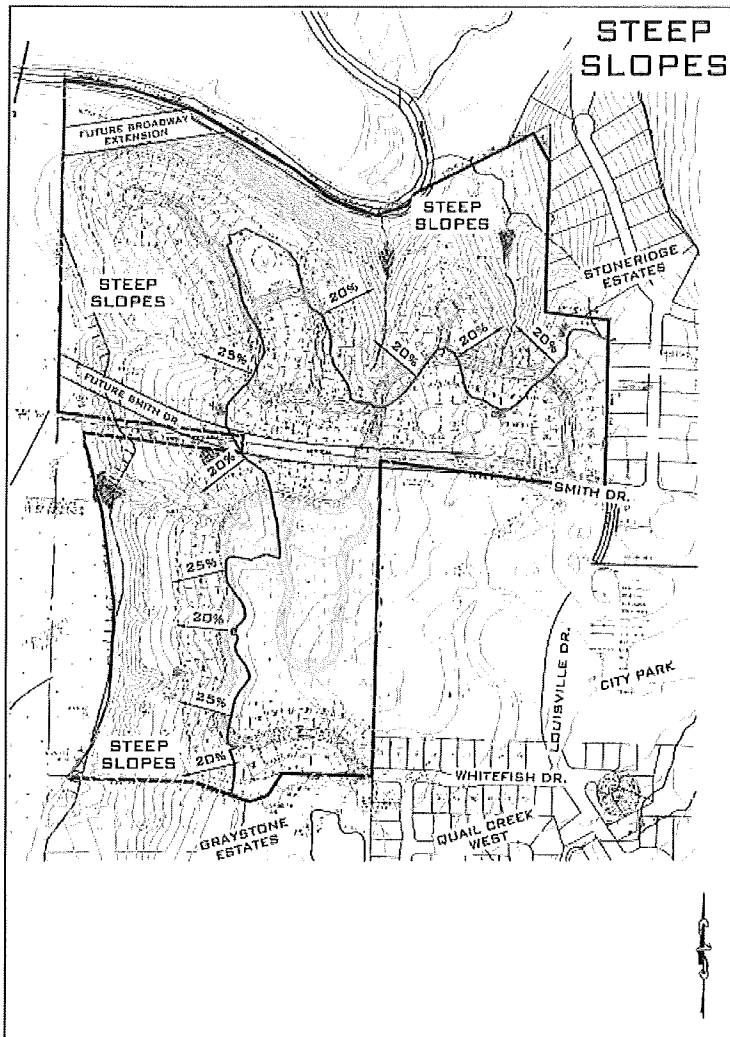 STEEP
SLOPES
FUTURE BROADWAY
EXTENSION
STEEP
SLOPES
STONERIDGE
ESTATES
STEEP
SLOPES
20%
20%
20%
20%
25%
FUTURE SMITH DR.
20%
SMITH DR.
25%
20%
LOUISVILLE DR.
CITY PARK
25%
STEEP
SLOPES
20%
WHITEFISH DR.
GRAYSTONE
ESTATES
QUAIL CREEK
WEST